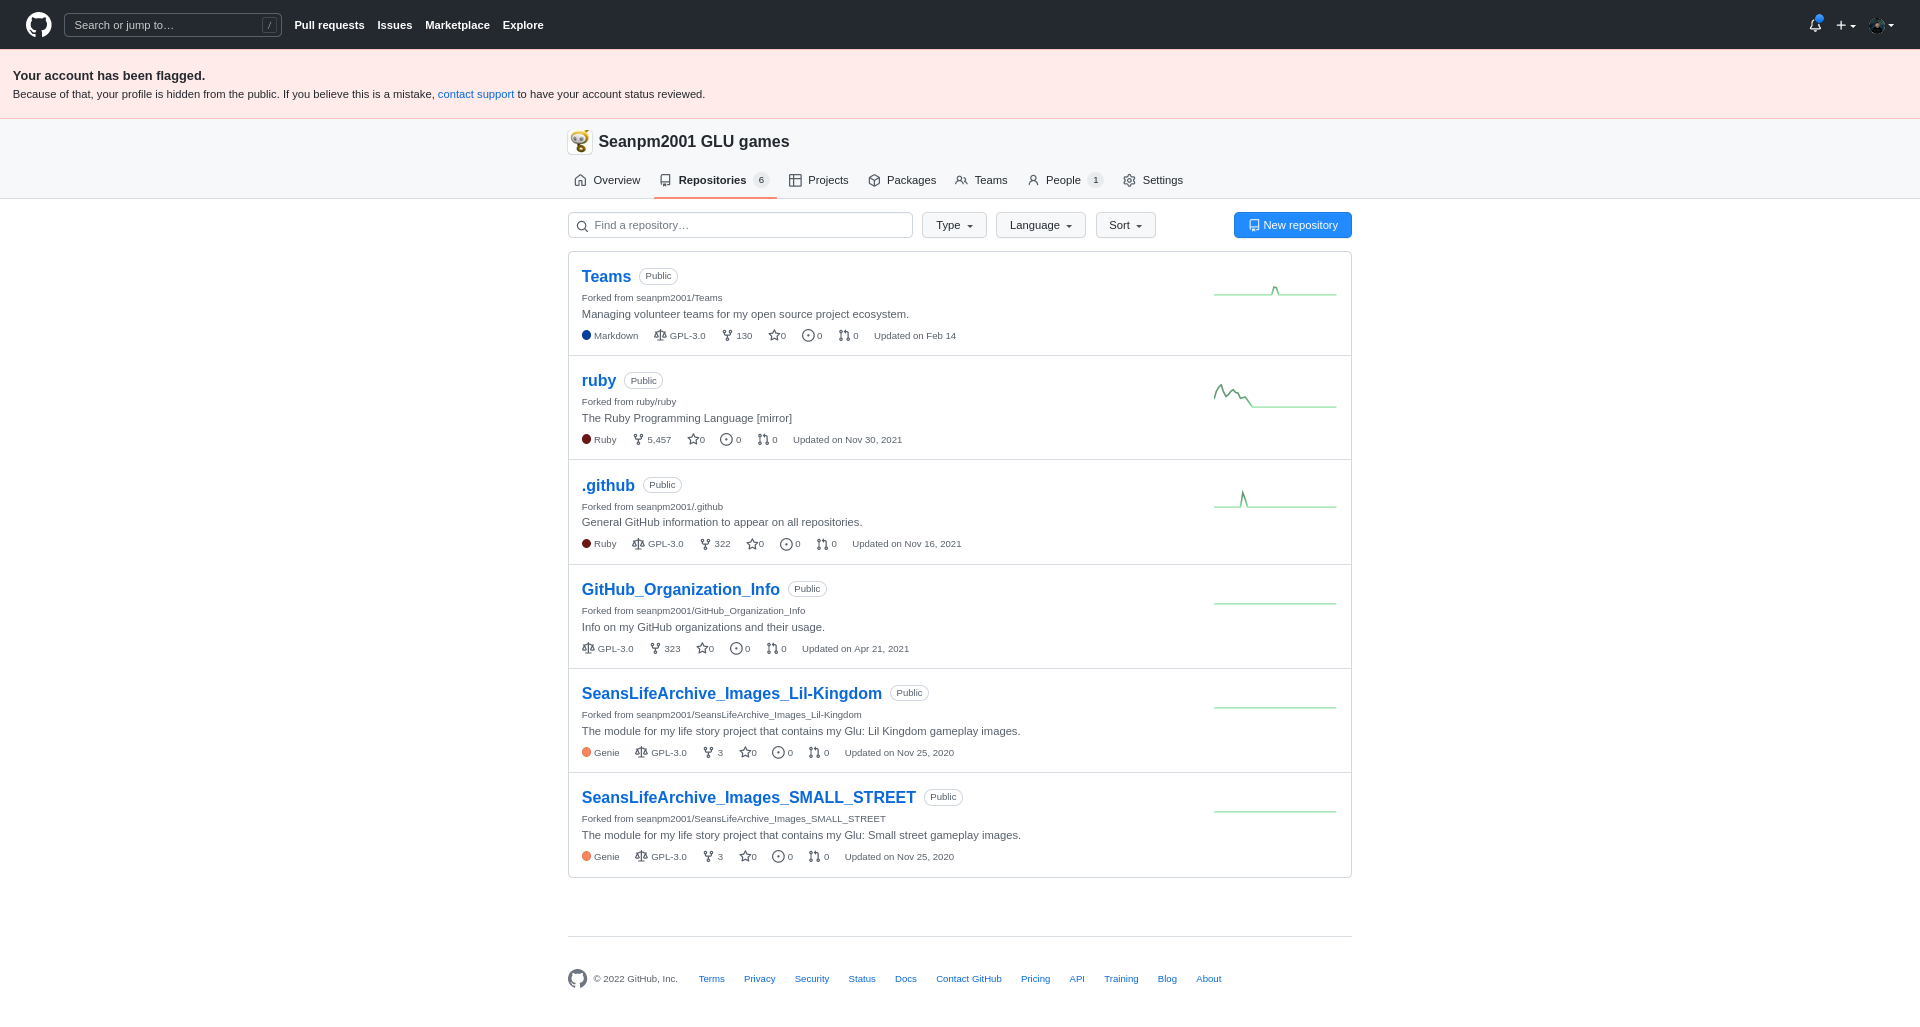 Search or jump to… /
Pull requests Issues Marketplace Explore
Your account has been flagged.
Because of that, your profile is hidden from the public. If you believe this is a mistake, contact support to have your account status reviewed.
Seanpm2001 GLU games
Overview Repositories 6 Projects Packages Teams People 1 Settings
Find a repository… Type Language Sort New repository
Teams Public
Forked from seanpm2001/Teams
Managing volunteer teams for my open source project ecosystem.
Markdown GPL-3.0 130 0 0 0 Updated on Feb 14
ruby Public
Forked from ruby/ruby
The Ruby Programming Language [mirror]
Ruby 5,457 0 0 0 Updated on Nov 30, 2021
.github Public
Forked from seanpm2001/.github
General GitHub information to appear on all repositories.
Ruby GPL-3.0 322 0 0 0 Updated on Nov 16, 2021
GitHub_Organization_Info Public
Forked from seanpm2001/GitHub_Organization_Info
Info on my GitHub organizations and their usage.
GPL-3.0 323 0 0 0 Updated on Apr 21, 2021
SeansLifeArchive_Images_Lil-Kingdom Public
Forked from seanpm2001/SeansLifeArchive_Images_Lil-Kingdom
The module for my life story project that contains my Glu: Lil Kingdom gameplay images.
Genie GPL-3.0 3 0 0 0 Updated on Nov 25, 2020
SeansLifeArchive_Images_SMALL_STREET Public
Forked from seanpm2001/SeansLifeArchive_Images_SMALL_STREET
The module for my life story project that contains my Glu: Small street gameplay images.
Genie GPL-3.0 3 0 0 0 Updated on Nov 25, 2020
© 2022 GitHub, Inc. Terms Privacy Security Status Docs Contact GitHub Pricing API Training Blog About